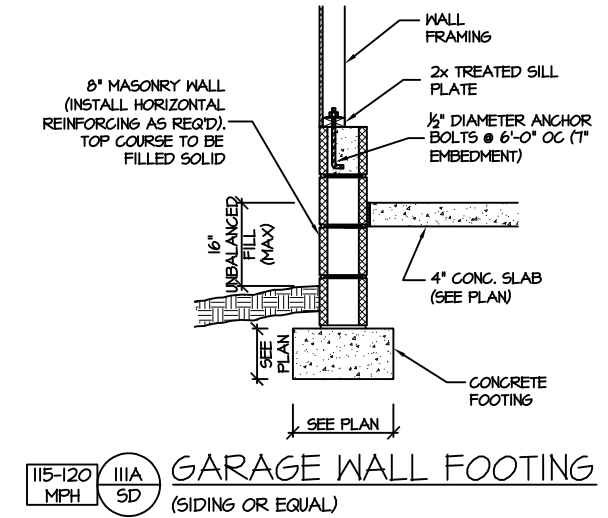 WALL
FRAMING
2x TREATED SILL
PLATE
8" MASONRY WALL
(INSTALL HORIZONTAL
REINFORCING AS REQ'D).
TOP COURSE TO BE
FILLED SOLID
½" DIAMETER ANCHOR
BOLTS @ 6'-0" OC (7"
EMBEDMENT)
16"
UNBALANCED
FILL
(MAX)
4" CONC. SLAB
(SEE PLAN)
SEE
PLAN
CONCRETE
FOOTING
SEE PLAN
115-120
MPH
111A
SD
GARAGE WALL FOOTING
(SIDING OR EQUAL)